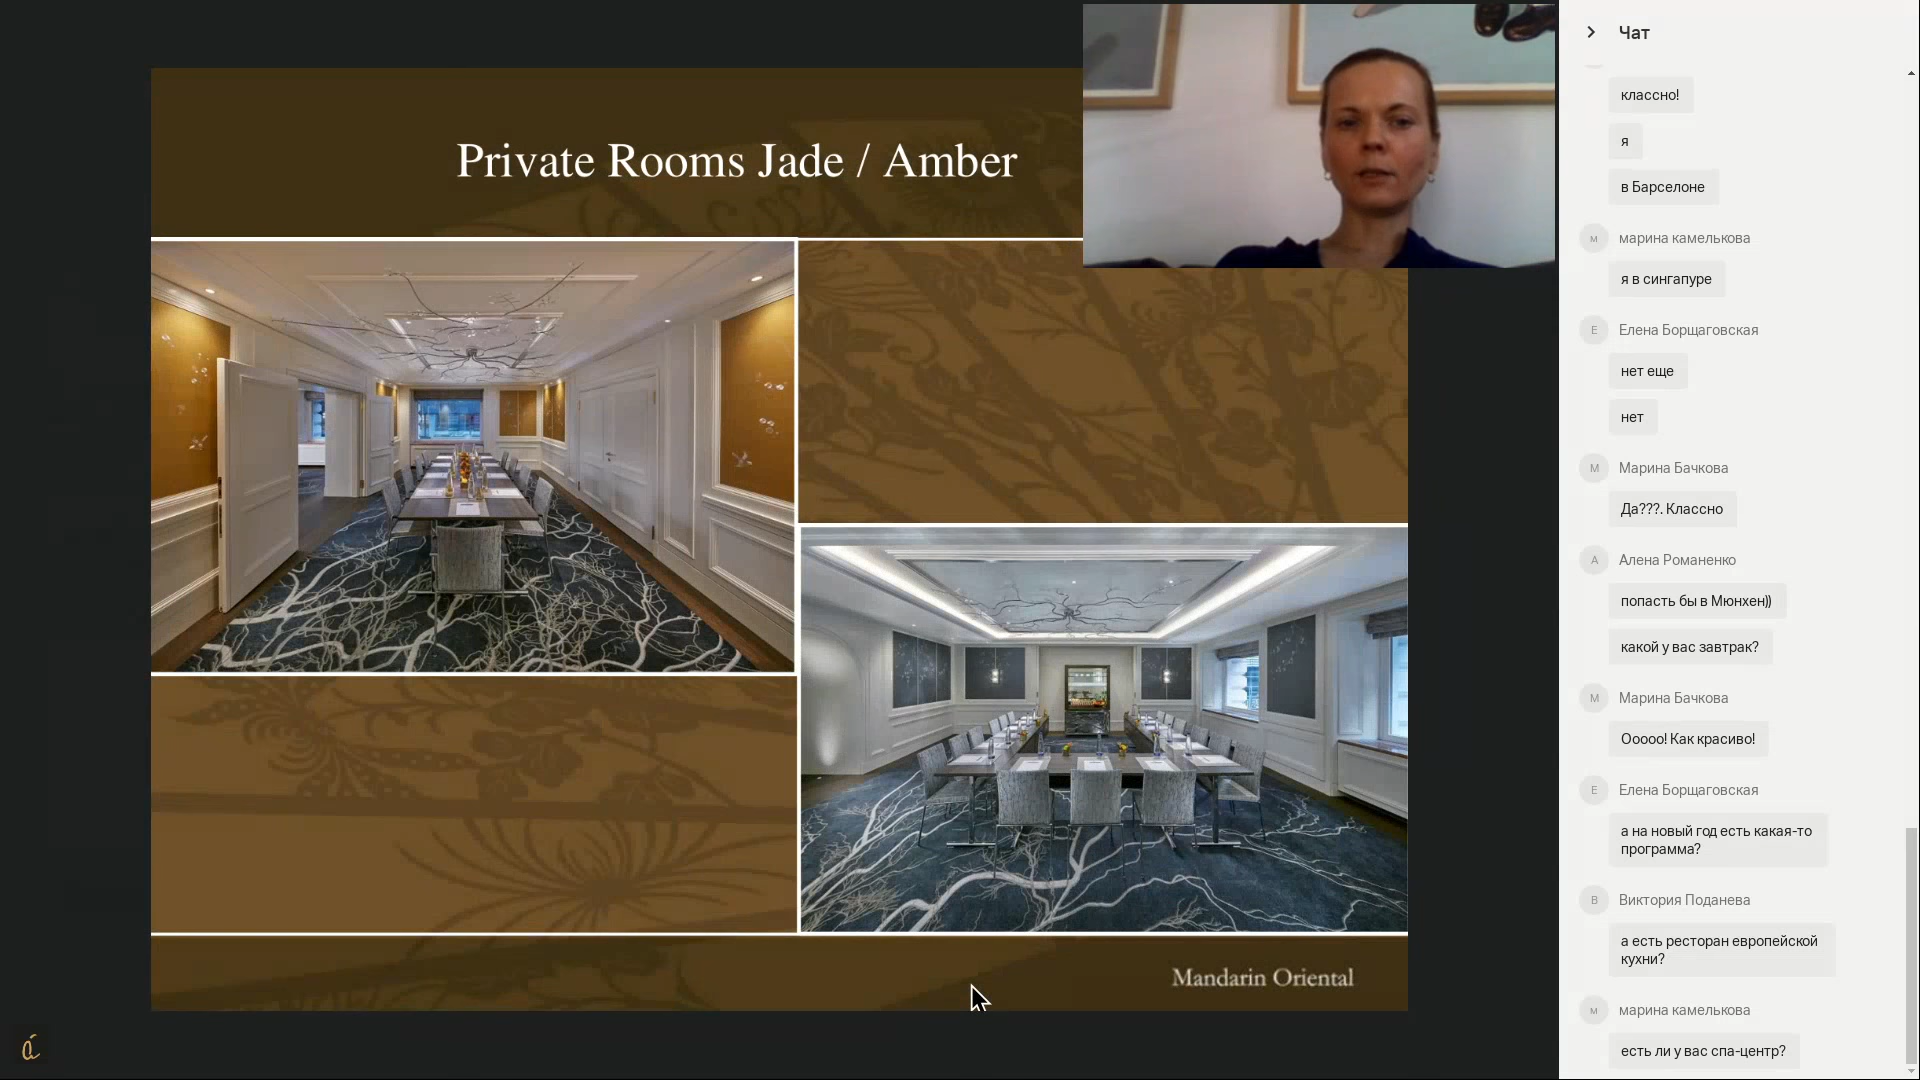 Private Rooms Jade / Amber
Mandarin Oriental
á
Чат
классно!
я
в Барселоне
м марина камелькова
я в сингапуре
Е Елена Борщаговская
нет еще
нет
М Марина Бачкова
Да???. Классно
А Алена Романенко
попасть бы в Мюнхен))
какой у вас завтрак?
М Марина Бачкова
Ооооо! Как красиво!
Е Елена Борщаговская
а на новый год есть какая-то
программа?
В Виктория Поданева
а есть ресторан европейской
кухни?
м марина камелькова
есть ли у вас спа-центр?